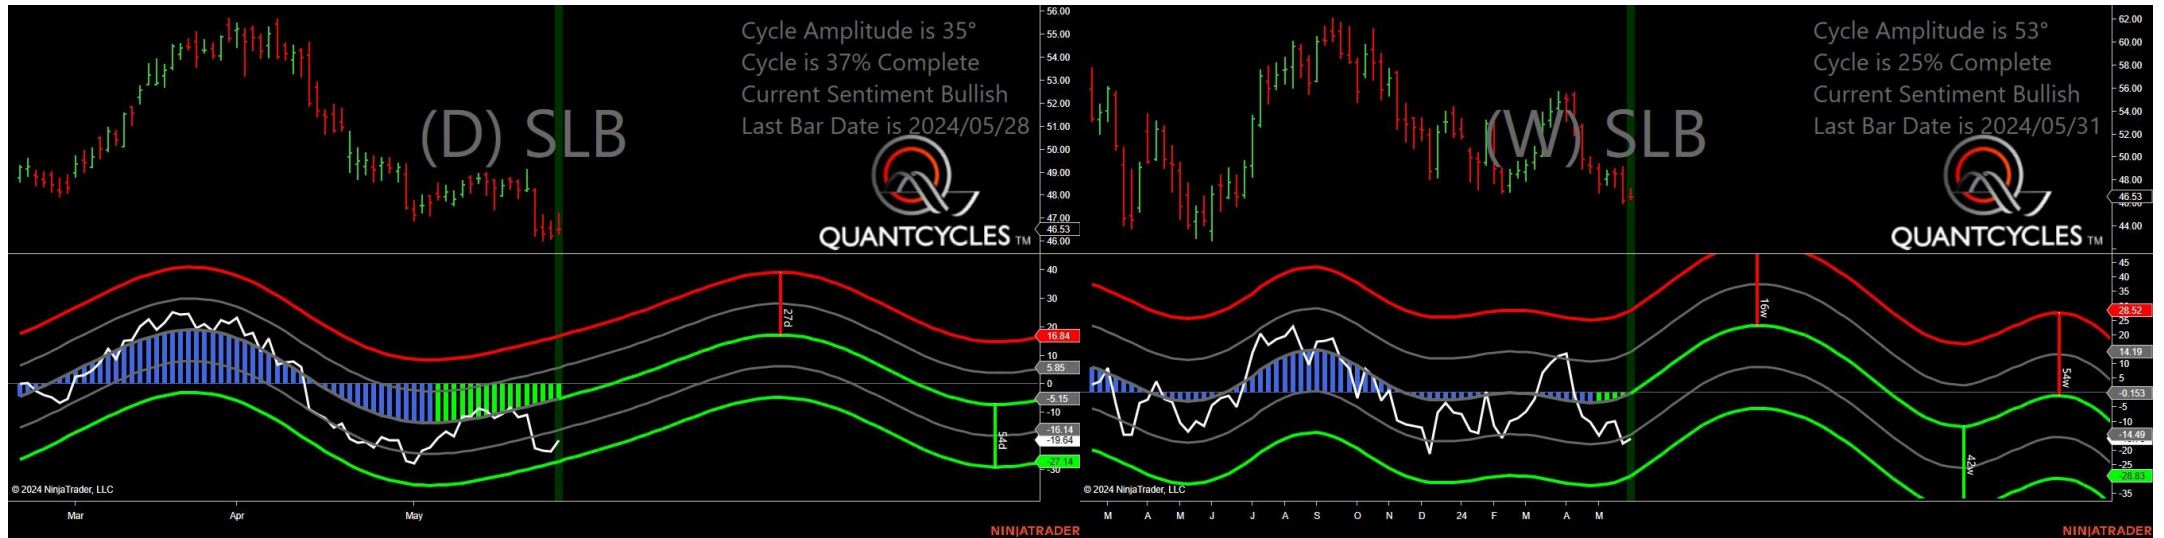 56.00
55.00
54.00
53.00
52.00
51.00
50.00
49.00
48.00
47.00
46.53
46.00
Cycle Amplitude is 35°
Cycle is 37% Complete
Current Sentiment Bullish
Last Bar Date is 2024/05/28
(D) SLB
QUANTCYCLES TM
40
30
20
16.84
10
5.85
0
-5.15
-10
-16.14
-19.64
-27.14
-30
27d
54d
© 2024 NinjaTrader, LLC
Mar
Apr
May
NINJATRADER
62.00
60.00
58.00
56.00
54.00
52.00
50.00
48.00
46.53
46.00
44.00
Cycle Amplitude is 53°
Cycle is 25% Complete
Current Sentiment Bullish
Last Bar Date is 2024/05/31
(W) SLB
QUANTCYCLES TM
45
40
35
28.52
25
20
14.19
10
5
-0.153
-5
-10
-14.49
-20
-25
-28.83
-35
16w
42w
54w
© 2024 NinjaTrader, LLC
M A M J J A S O N D 24 F M A M
NINJATRADER